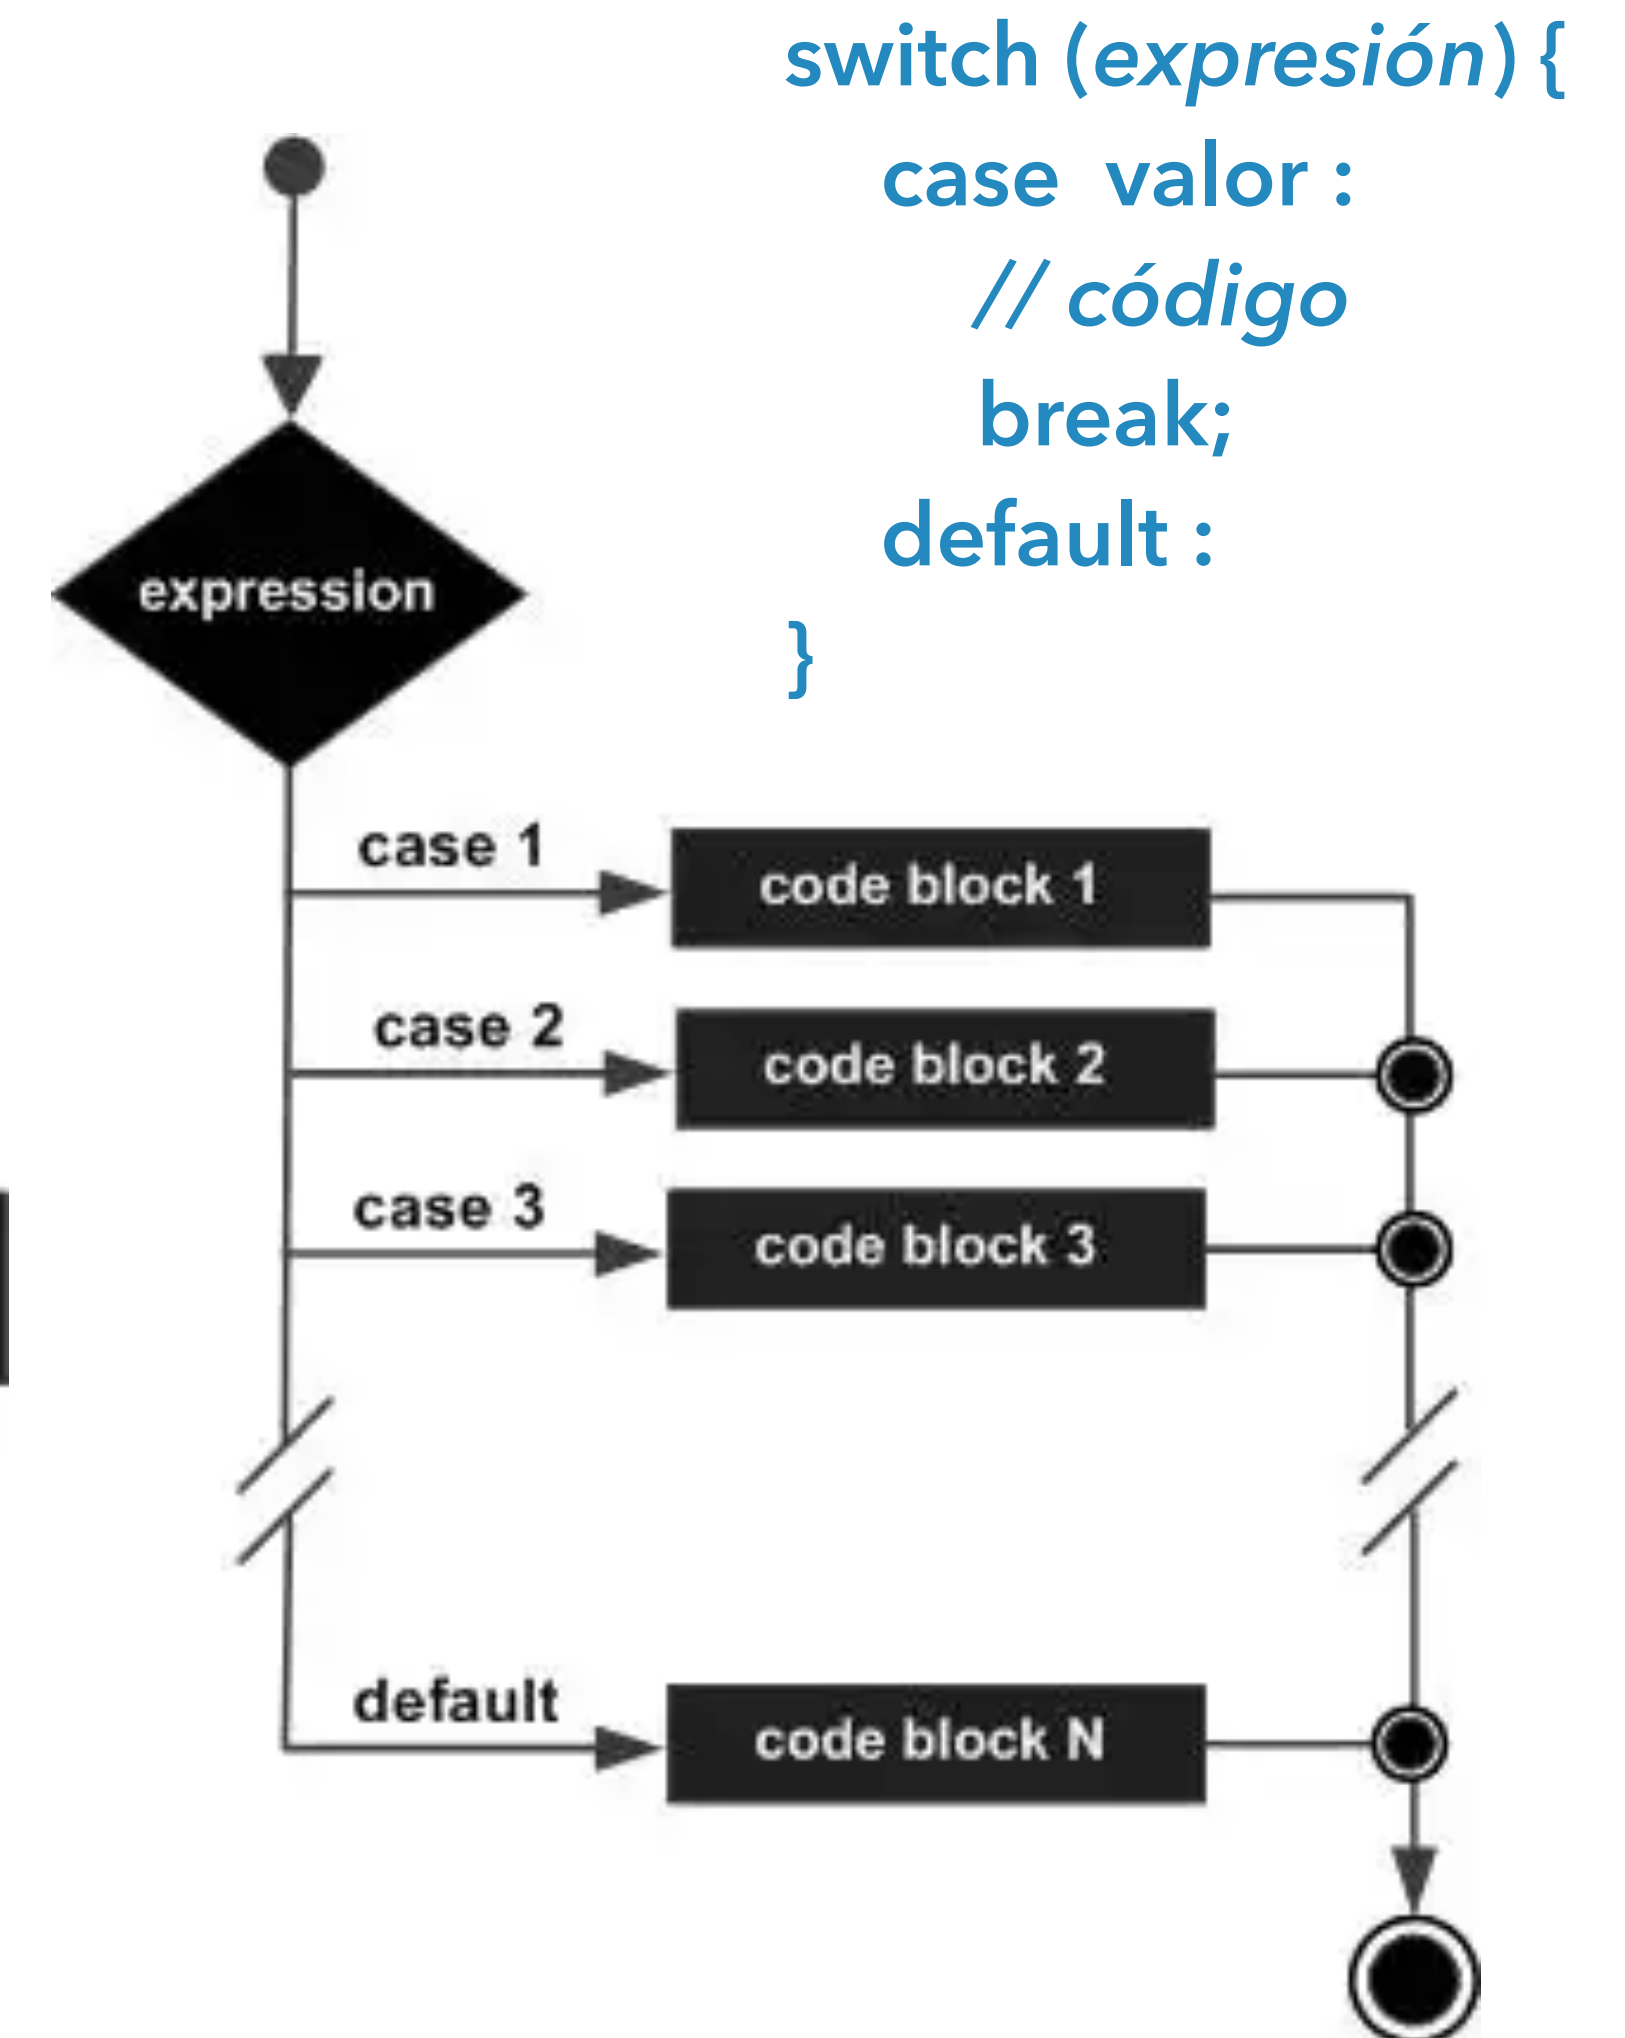 switch (expresión) {
case valor :
// código
break;
default :
}
expression
case 1
code block 1
case 2
code block 2
case 3
code block 3
default
code block N